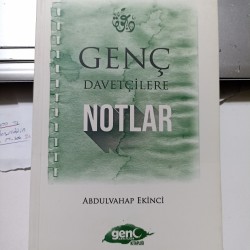 GENÇ
DAVETÇİLERE
NOTLAR
ABDULVAHAP EKİNCİ
genç